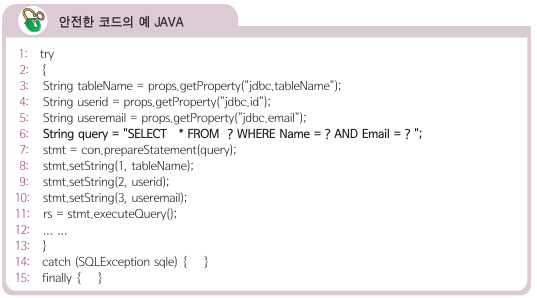 안전한 코드의 예 JAVA
1: try
2: {
3: String tableName = props.getProperty("jdbc.tableName");
4: String userid = props.getProperty("jdbc.id");
5: String useremail = props.getProperty("jdbc.email");
6: String query = "SELECT * FROM ? WHERE Name = ? AND Email = ? ";
7: stmt = con.prepareStatement(query);
8: stmt.setString(1, tableName);
9: stmt.setString(2, userid);
10: stmt.setString(3, useremail);
11: rs = stmt.executeQuery();
12: ... ...
13: }
14: catch (SQLException sqle) { }
15: finally { }